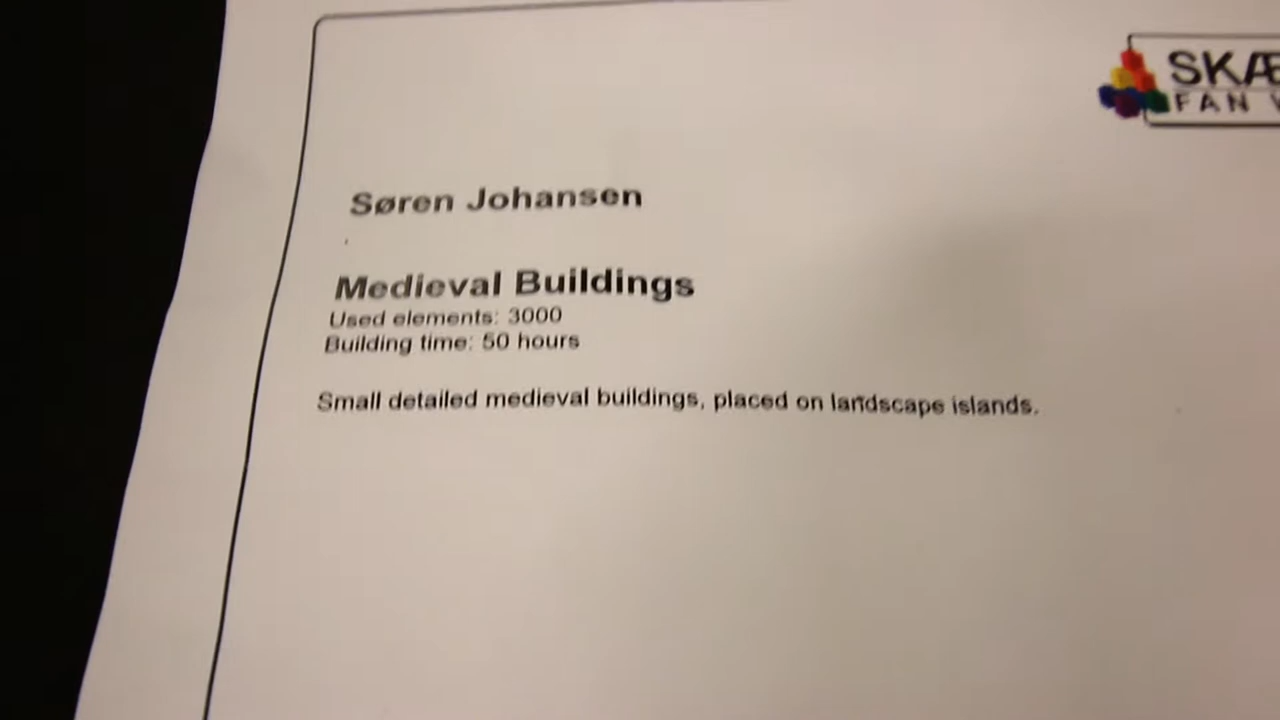 SKÆ
FAN
Søren Johansen
Medieval Buildings
Used elements: 3000
Building time: 50 hours
Small detailed medieval buildings, placed on landscape islands.